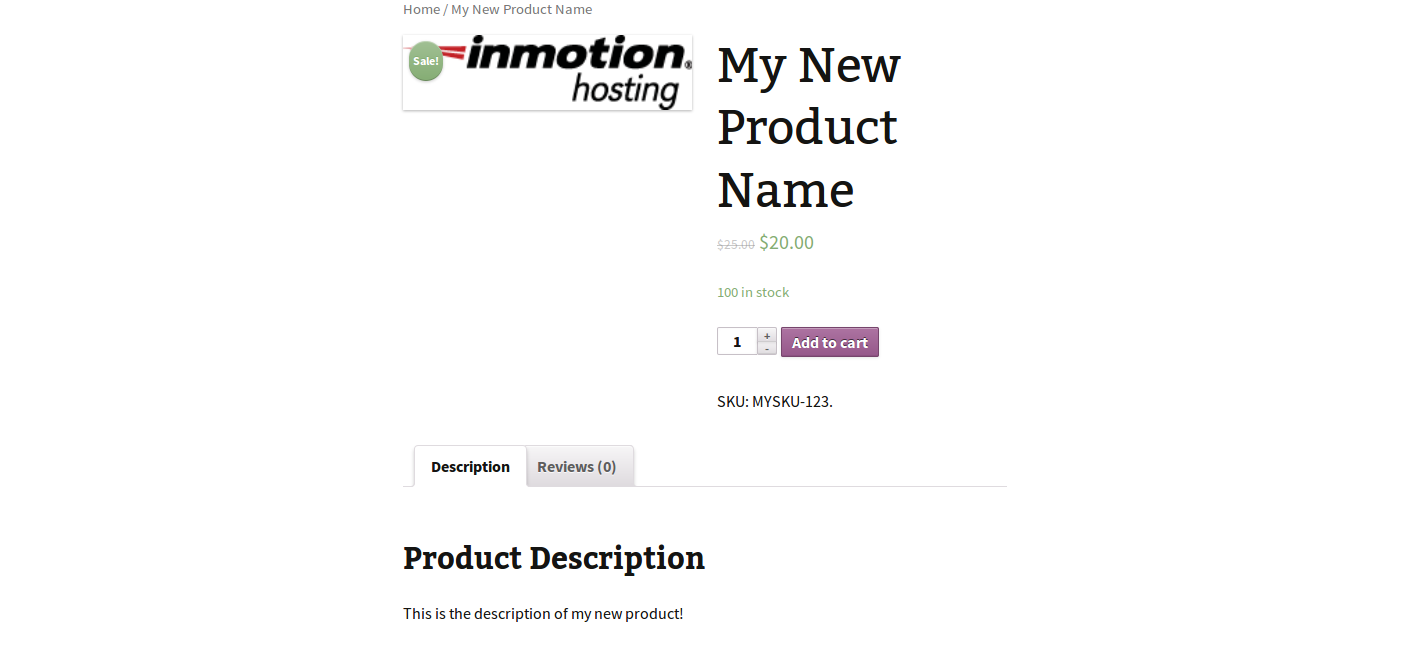 Home / My New Product Name
Sale!
inmotion®
hosting
My New
Product
Name
$25.00 $20.00
100 in stock
1
+
-
Add to cart
SKU: MYSKU-123.
Description
Reviews (0)
Product Description
This is the description of my new product!